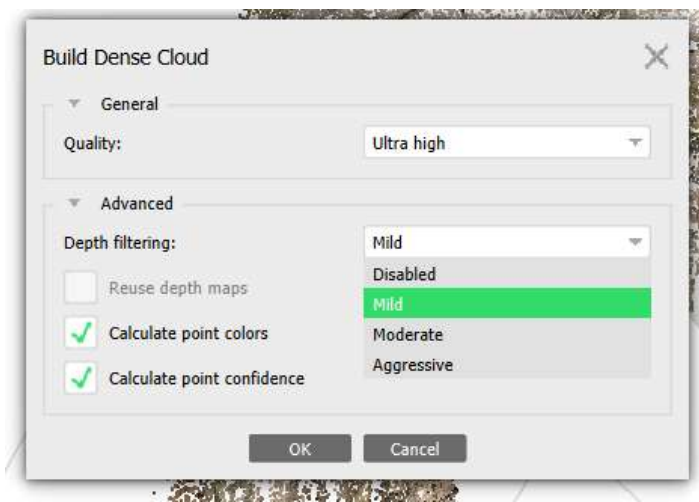 Build Dense Cloud
General
Quality: Ultra high
Advanced
Depth filtering: Mild
Disabled
Reuse depth maps
Mild
Calculate point colors
Moderate
Aggressive
Calculate point confidence
OK Cancel